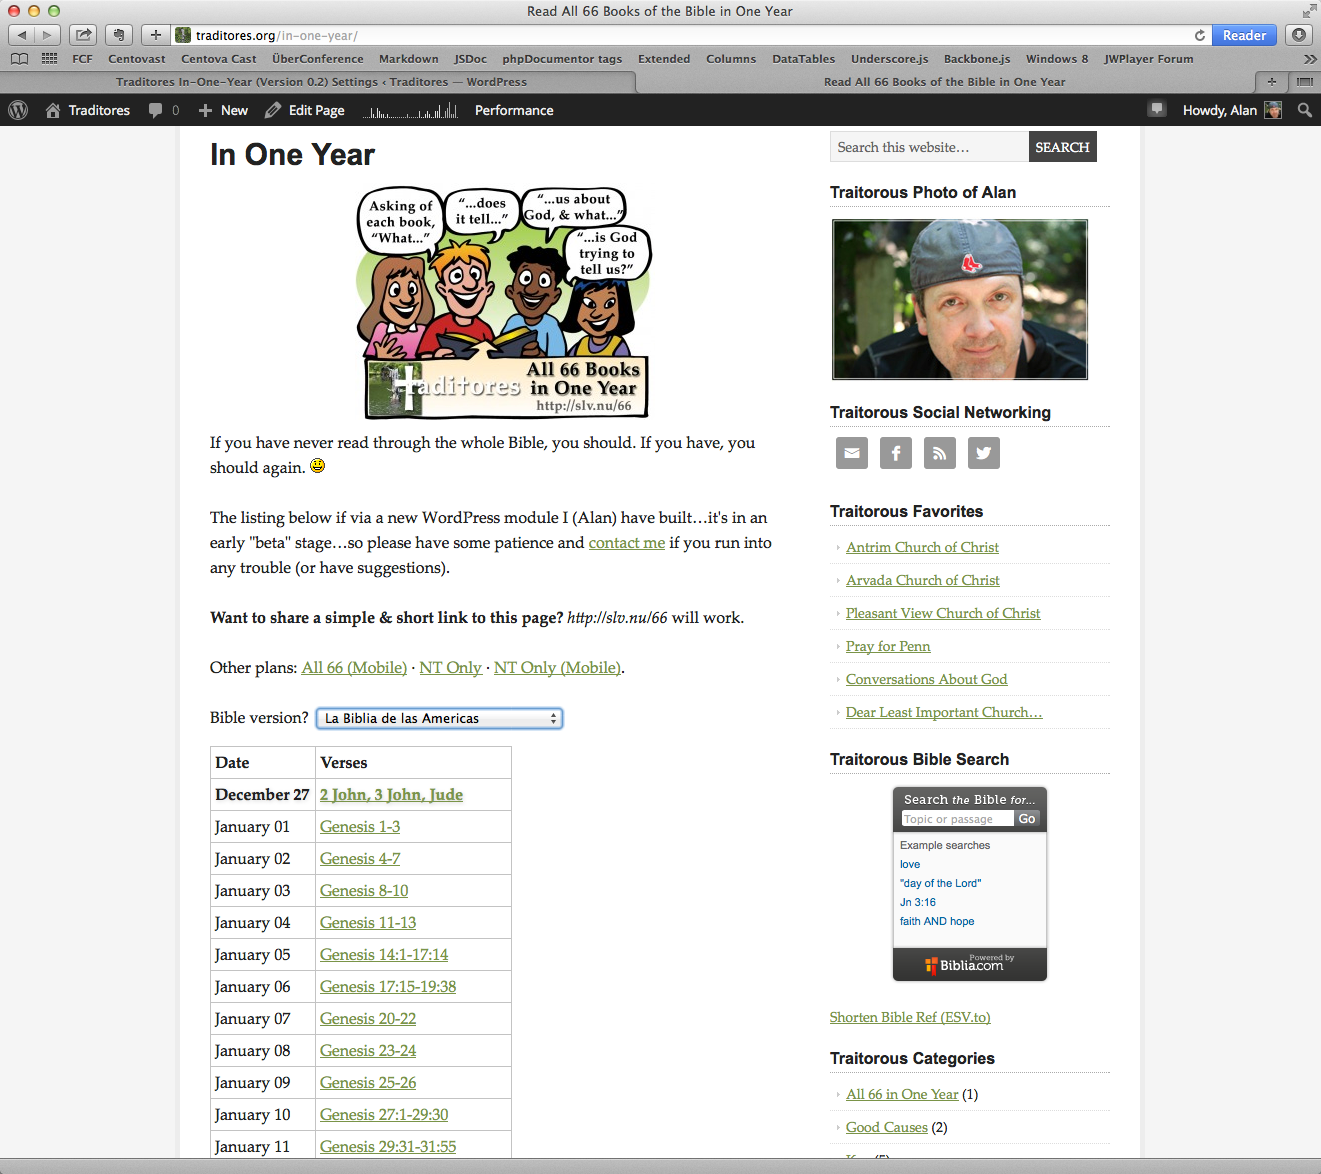 Read All 66 Books of the Bible in One Year
traditores.org/in-one-year/
Reader
FCF Centovast Centova Cast ÜberConference Markdown JSDoc phpDocumentor tags Extended Columns DataTables Underscore.js Backbone.js Windows 8 JWPlayer Forum
Traditores In-One-Year (Version 0.2) Settings ‹ Traditores — WordPress
Read All 66 Books of the Bible in One Year
Traditores 0 New Edit Page Performance Howdy, Alan
In One Year
Asking of
each book,
“What...”
“...does
it tell...”
“...us about
God, & what...”
“...is God
trying to
tell us?”
Traditores
All 66 Books
in One Year
http://slv.nu/66
If you have never read through the whole Bible, you should. If you have, you
should again.
The listing below if via a new WordPress module I (Alan) have built…it's in an
early "beta" stage…so please have some patience and contact me if you run into
any trouble (or have suggestions).
Want to share a simple & short link to this page? http://slv.nu/66 will work.
Other plans: All 66 (Mobile) · NT Only · NT Only (Mobile).
Bible version? La Biblia de las Americas
Date Verses
December 27 2 John, 3 John, Jude
January 01 Genesis 1-3
January 02 Genesis 4-7
January 03 Genesis 8-10
January 04 Genesis 11-13
January 05 Genesis 14:1-17:14
January 06 Genesis 17:15-19:38
January 07 Genesis 20-22
January 08 Genesis 23-24
January 09 Genesis 25-26
January 10 Genesis 27:1-29:30
January 11 Genesis 29:31-31:55
Search this website… SEARCH
Traitorous Photo of Alan
Traitorous Social Networking
Traitorous Favorites
Antrim Church of Christ
Arvada Church of Christ
Pleasant View Church of Christ
Pray for Penn
Conversations About God
Dear Least Important Church…
Traitorous Bible Search
Search the Bible for...
Topic or passage Go
Example searches
love
"day of the Lord"
Jn 3:16
faith AND hope
Powered by
Biblia.com
Shorten Bible Ref (ESV.to)
Traitorous Categories
All 66 in One Year (1)
Good Causes (2)